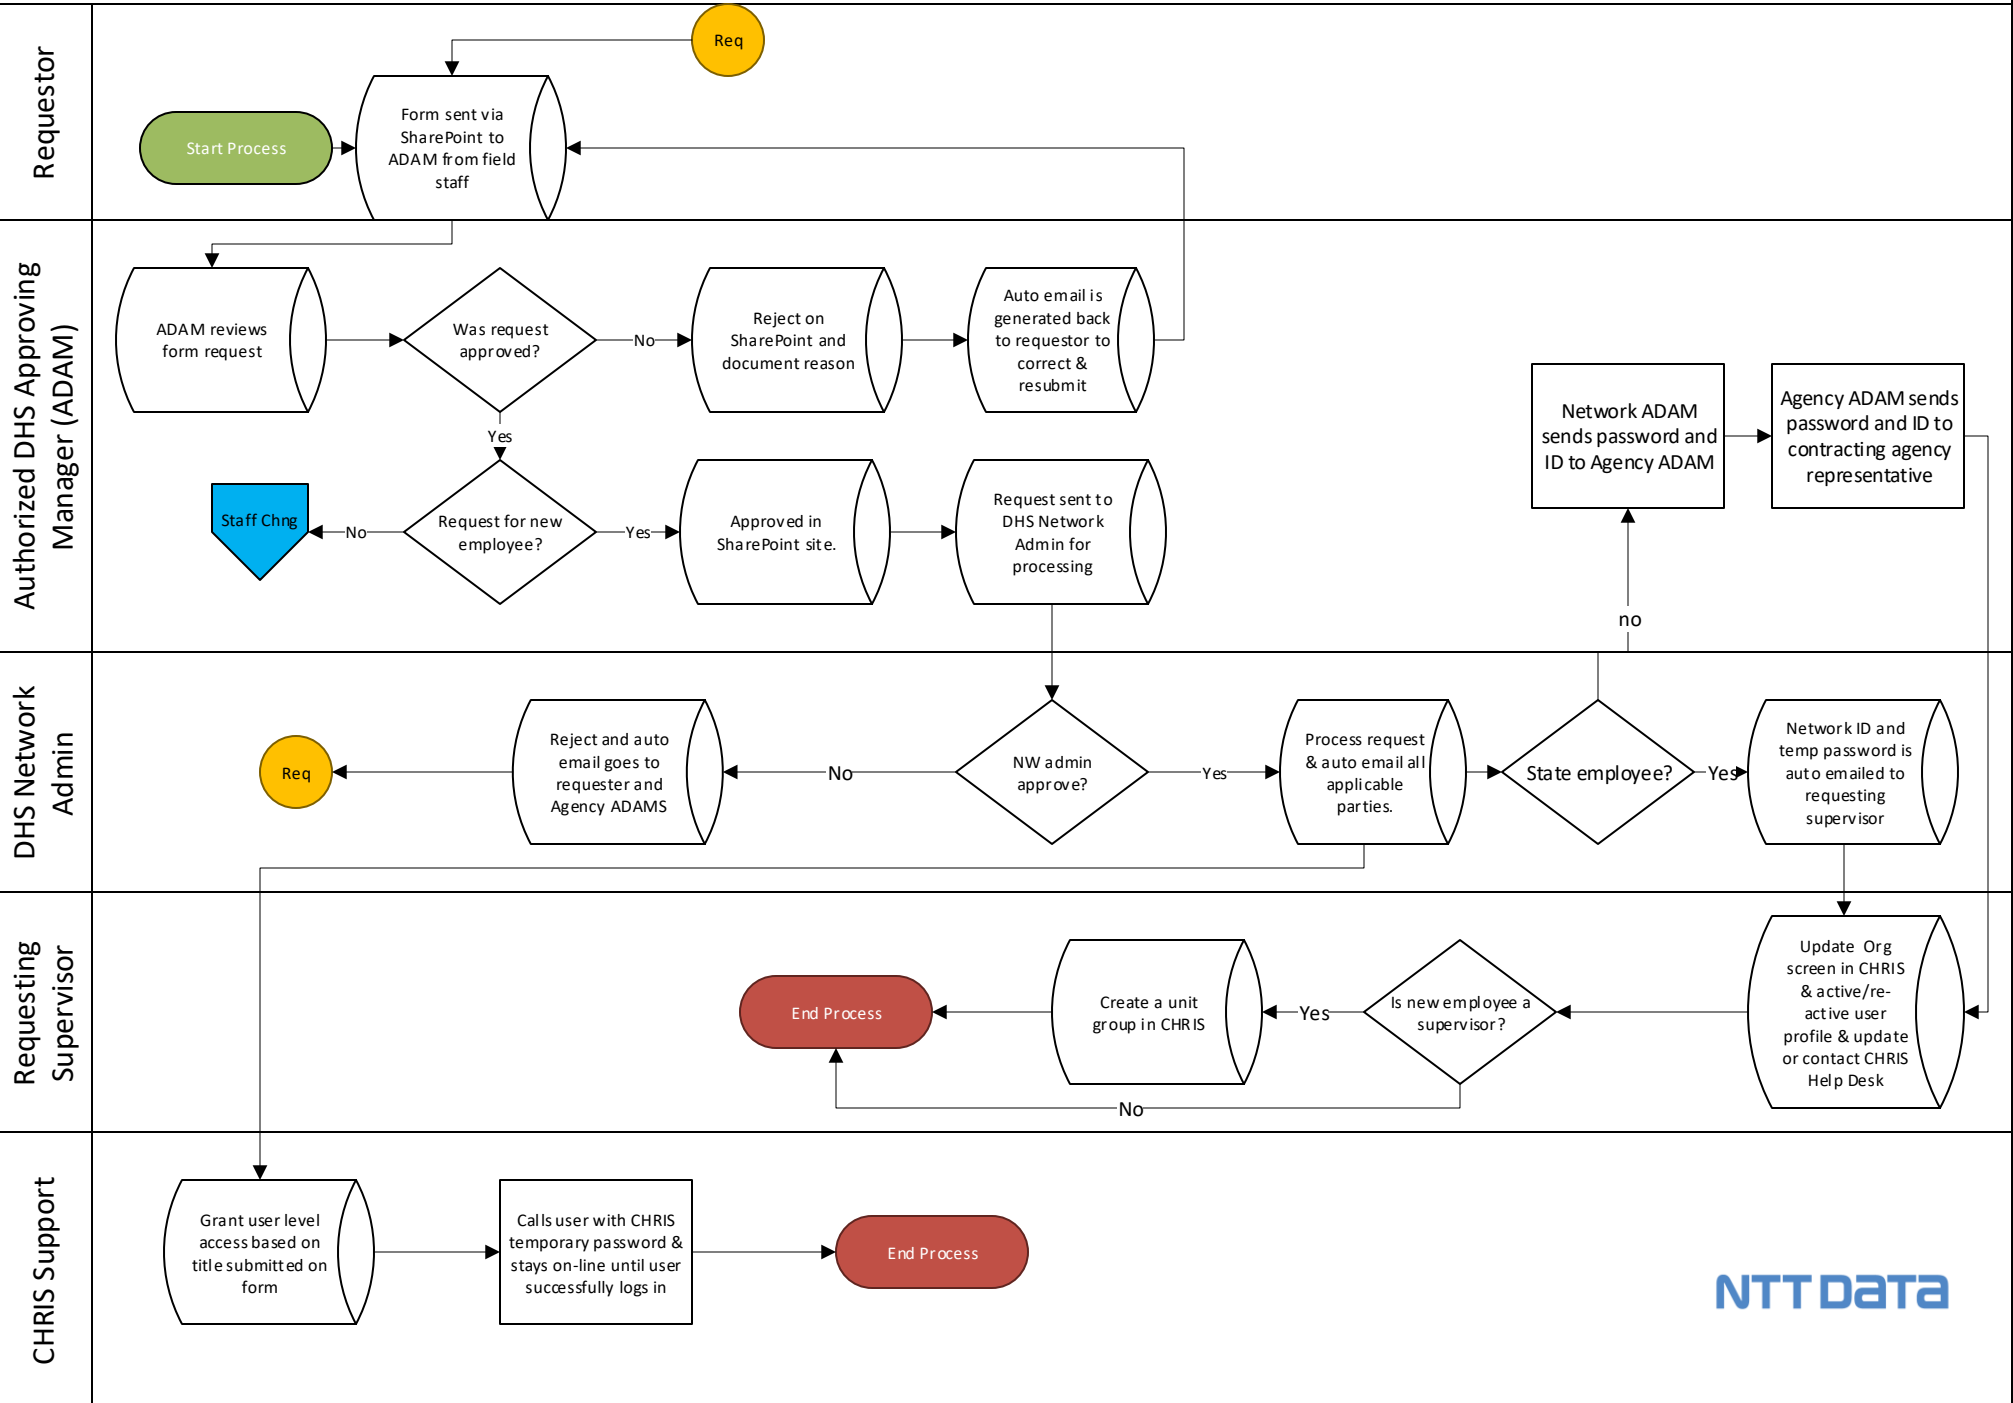 Requestor
Req
Start Process
Form sent via
SharePoint to
ADAM from field
staff
Authorized DHS Approving
Manager (ADAM)
ADAM reviews
form request
Was request
approved?
No
Reject on
SharePoint and
document reason
Auto email is
generated back
to requestor to
correct &
resubmit
Yes
Staff Chng
No
Request for new
employee?
Yes
Approved in
SharePoint site.
Request sent to
DHS Network
Admin for
processing
Network ADAM
sends password and
ID to Agency ADAM
Agency ADAM sends
password and ID to
contracting agency
representative
no
DHS Network
Admin
Req
Reject and auto
email goes to
requester and
Agency ADAMS
No
NW admin
approve?
Yes
Process request
& auto email all
applicable
parties.
State employee?
Yes
Network ID and
temp password is
auto emailed to
requesting
supervisor
Requesting
Supervisor
End Process
Create a unit
group in CHRIS
Yes
Is new employee a
supervisor?
No
Update Org
screen in CHRIS
& active/re-
active user
profile & update
or contact CHRIS
Help Desk
CHRIS Support
Grant user level
access based on
title submitted on
form
Calls user with CHRIS
temporary password &
stays on-line until user
successfully logs in
End Process
NTT DATA